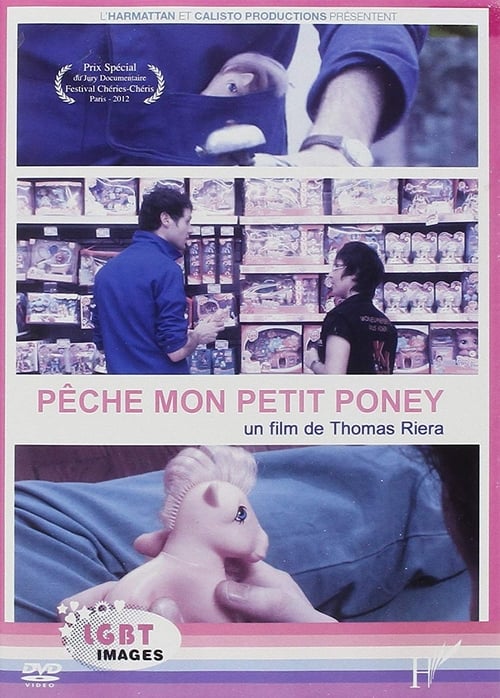 L'HARMATTAN ET CALISTO PRODUCTIONS PRÉSENTENT
Prix Spécial
du Jury Documentaire
Festival Chéries-Chéris
Paris - 2012
PÊCHE MON PETIT PONEY
un film de Thomas Riera
LGBT
IMAGES
DVD
VIDEO